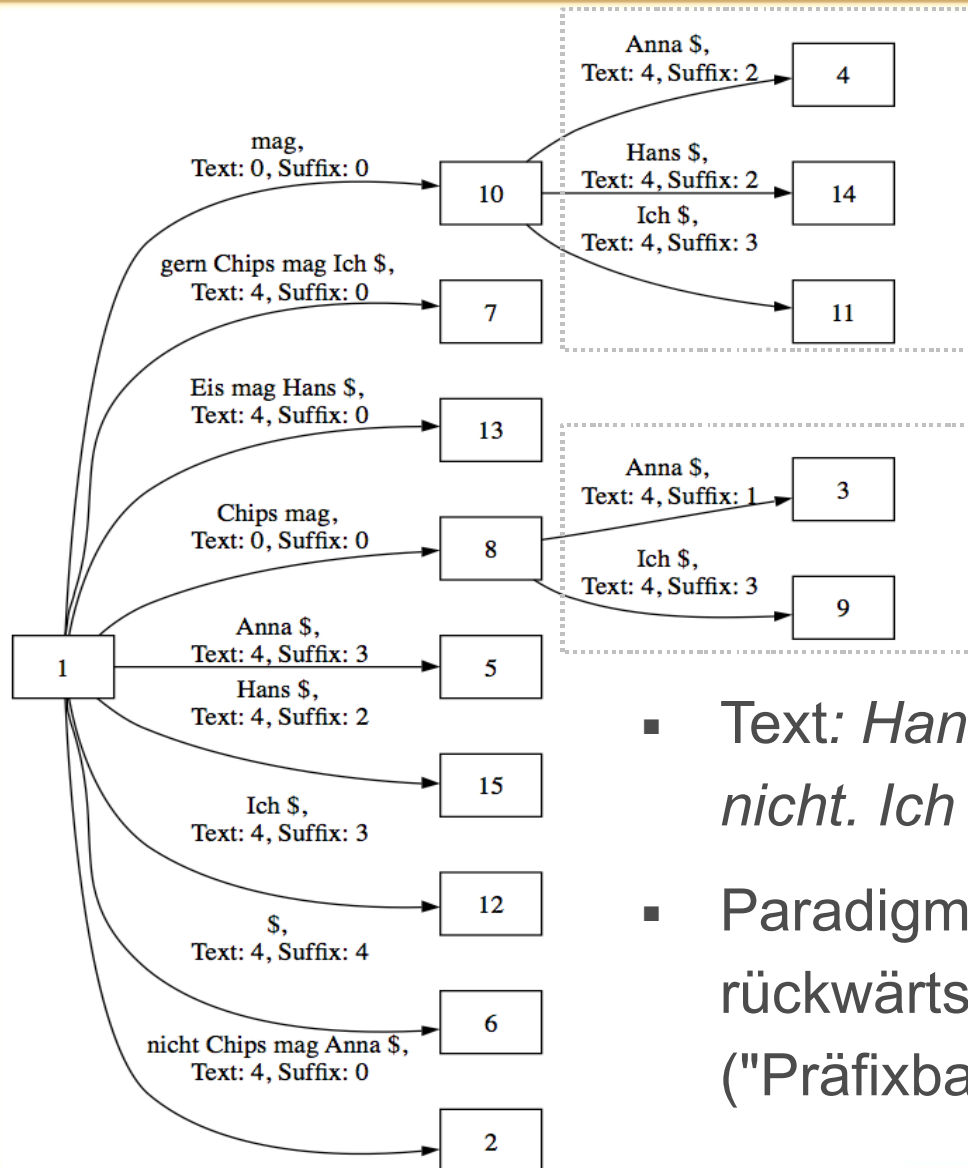 Anna $,
Text: 4, Suffix: 2
4
mag,
Text: 0, Suffix: 0
10
Hans $,
Text: 4, Suffix: 2
14
Ich $,
Text: 4, Suffix: 3
11
gern Chips mag Ich $,
Text: 4, Suffix: 0
7
Eis mag Hans $,
Text: 4, Suffix: 0
13
Anna $,
Text: 4, Suffix: 1
3
Chips mag,
Text: 0, Suffix: 0
8
Ich $,
Text: 4, Suffix: 3
9
1
Anna $,
Text: 4, Suffix: 3
5
Hans $,
Text: 4, Suffix: 2
15
Ich $,
Text: 4, Suffix: 3
12
$,
Text: 4, Suffix: 4
6
nicht Chips mag Anna $,
Text: 4, Suffix: 0
2
▪ Text: Han
nicht. Ich
▪ Paradigm
rückwärts
("Präfixba